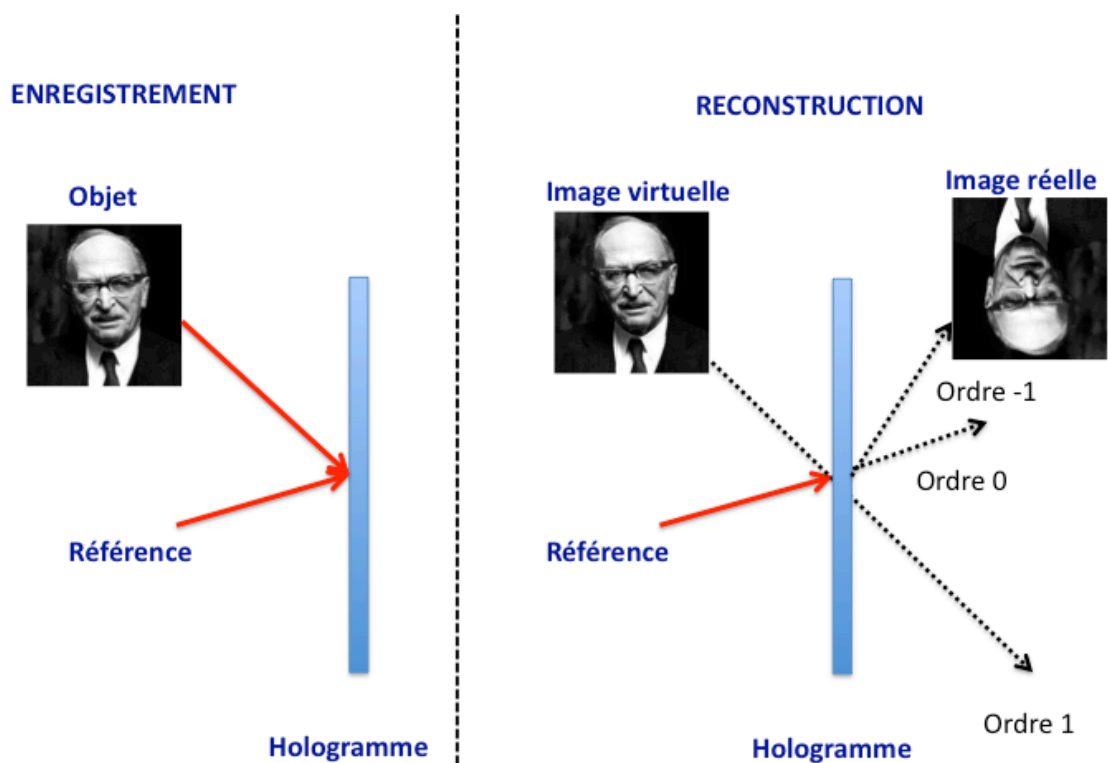 ENREGISTREMENT
Objet
Référence
Hologramme
RECONSTRUCTION
Image virtuelle
Image réelle
Ordre -1
Ordre 0
Référence
Ordre 1
Hologramme